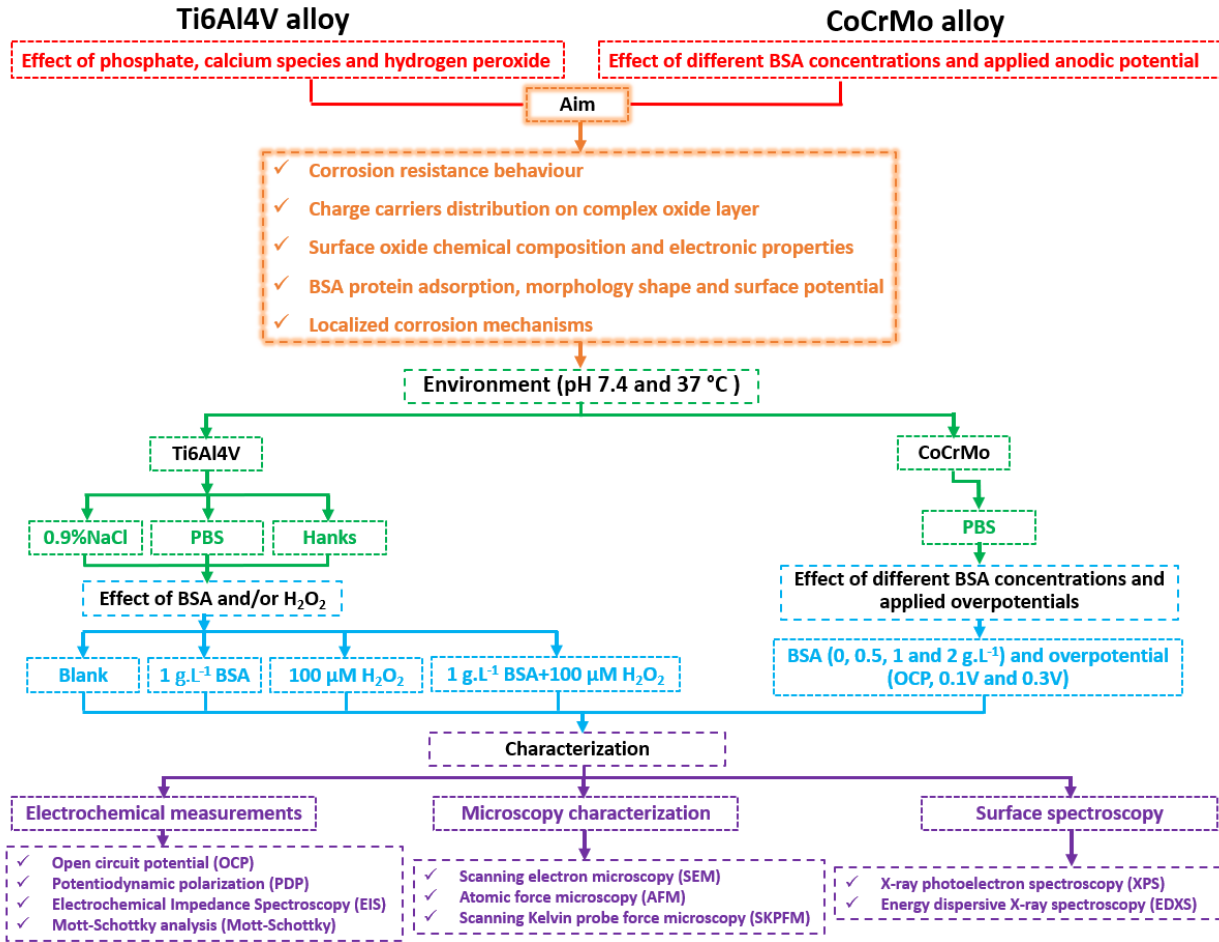 Ti6Al4V alloy
CoCrMo alloy
Effect of phosphate, calcium species and hydrogen peroxide
Effect of different BSA concentrations and applied anodic potential
Aim
✓ Corrosion resistance behaviour
✓ Charge carriers distribution on complex oxide layer
✓ Surface oxide chemical composition and electronic properties
✓ BSA protein adsorption, morphology shape and surface potential
✓ Localized corrosion mechanisms
Environment (pH 7.4 and 37 °C )
Ti6Al4V
CoCrMo
0.9%NaCl
PBS
Hanks
PBS
Effect of BSA and/or H₂O₂
Effect of different BSA concentrations and
applied overpotentials
Blank
1 g.L⁻¹ BSA
100 µM H₂O₂
1 g.L⁻¹ BSA+100 µM H₂O₂
BSA (0, 0.5, 1 and 2 g.L⁻¹) and overpotential
(OCP, 0.1V and 0.3V)
Characterization
Electrochemical measurements
Microscopy characterization
Surface spectroscopy
✓ Open circuit potential (OCP)
✓ Potentiodynamic polarization (PDP)
✓ Electrochemical Impedance Spectroscopy (EIS)
✓ Mott-Schottky analysis (Mott-Schottky)
✓ Scanning electron microscopy (SEM)
✓ Atomic force microscopy (AFM)
✓ Scanning Kelvin probe force microscopy (SKPFM)
✓ X-ray photoelectron spectroscopy (XPS)
✓ Energy dispersive X-ray spectroscopy (EDXS)